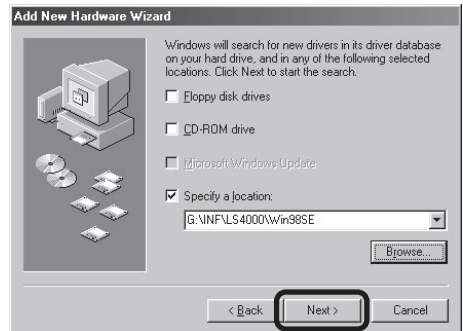 Add New Hardware Wizard
Windows will search for new drivers in its driver database
on your hard drive, and in any of the following selected
locations. Click Next to start the search.
Floppy disk drives
CD-ROM drive
Microsoft Windows Update
Specify a location:
G:\INF\LS4000\Win98SE
Browse...
< Back
Next >
Cancel